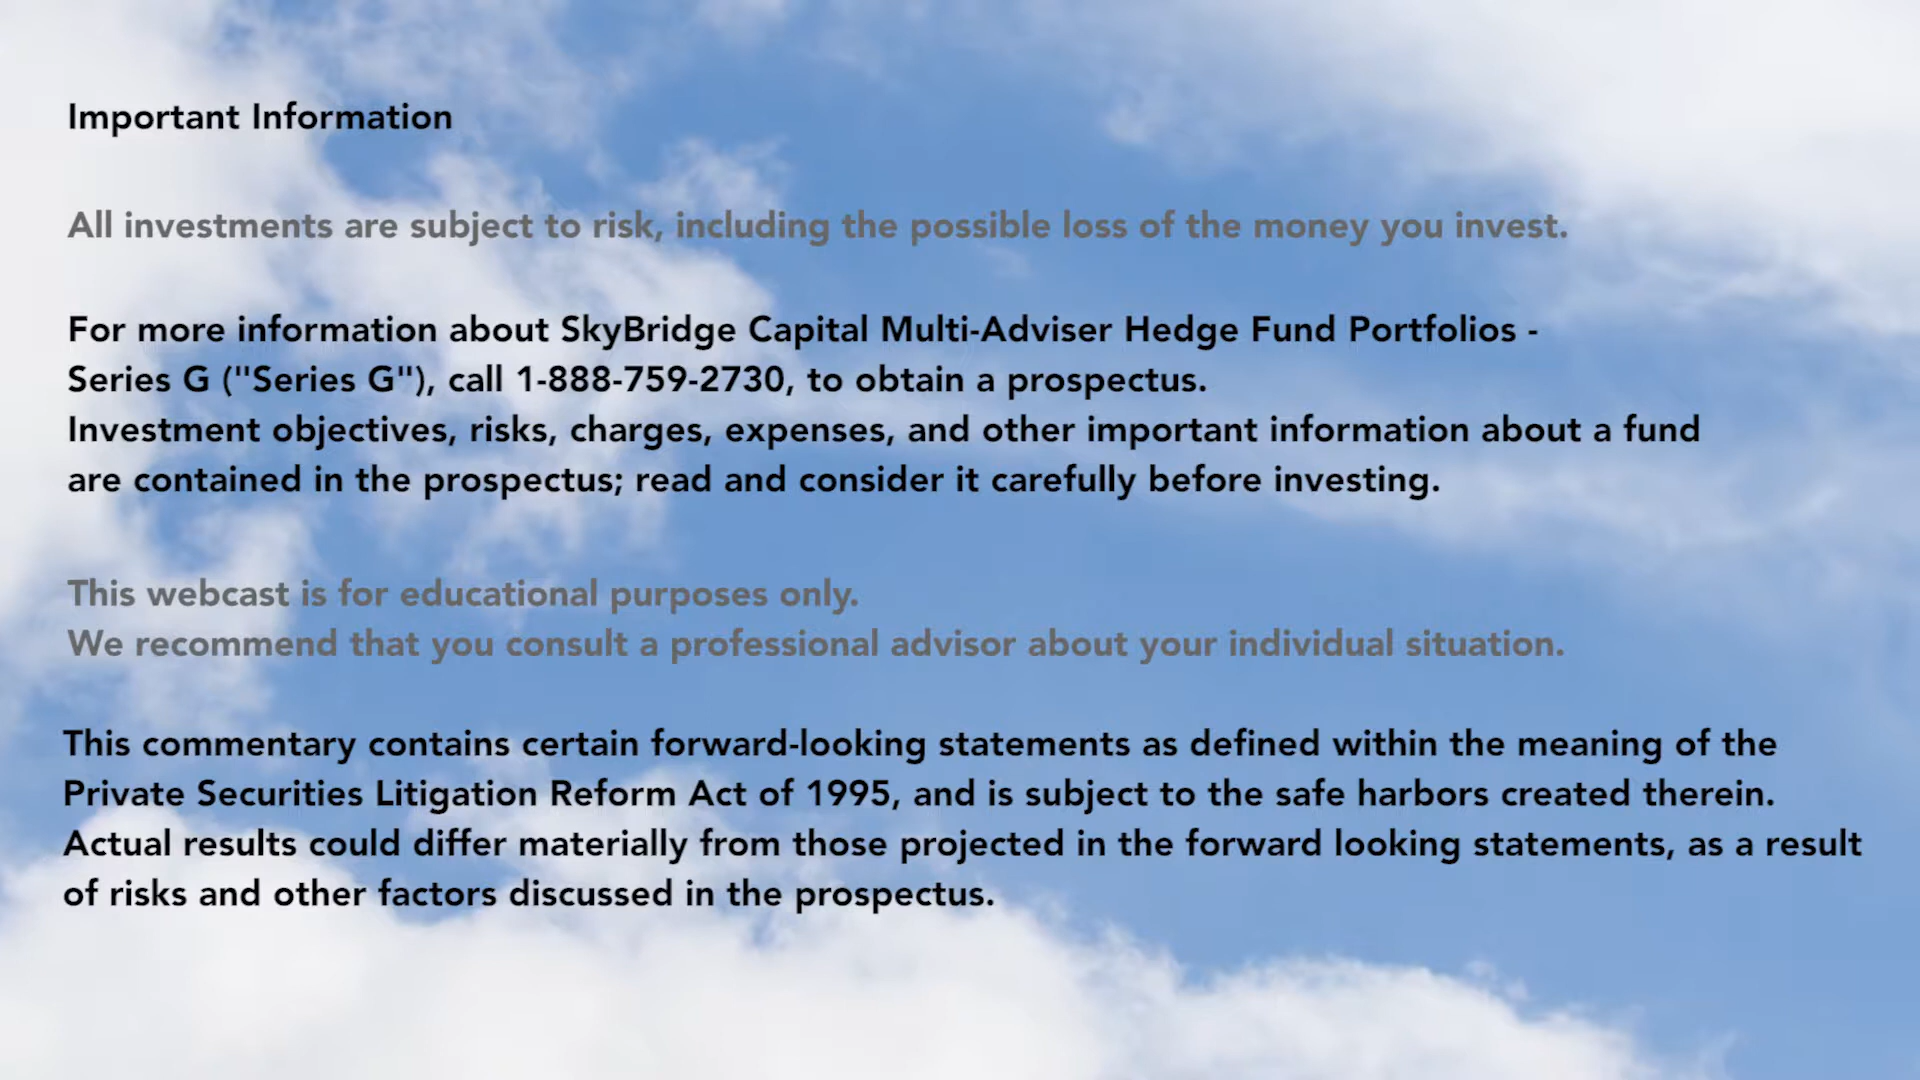 Important Information
All investments are subject to risk, including the possible loss of the money you invest.
For more information about SkyBridge Capital Multi-Adviser Hedge Fund Portfolios -
Series G ("Series G"), call 1-888-759-2730, to obtain a prospectus.
Investment objectives, risks, charges, expenses, and other important information about a fund
are contained in the prospectus; read and consider it carefully before investing.
This webcast is for educational purposes only.
We recommend that you consult a professional advisor about your individual situation.
This commentary contains certain forward-looking statements as defined within the meaning of the
Private Securities Litigation Reform Act of 1995, and is subject to the safe harbors created therein.
Actual results could differ materially from those projected in the forward looking statements, as a result
of risks and other factors discussed in the prospectus.